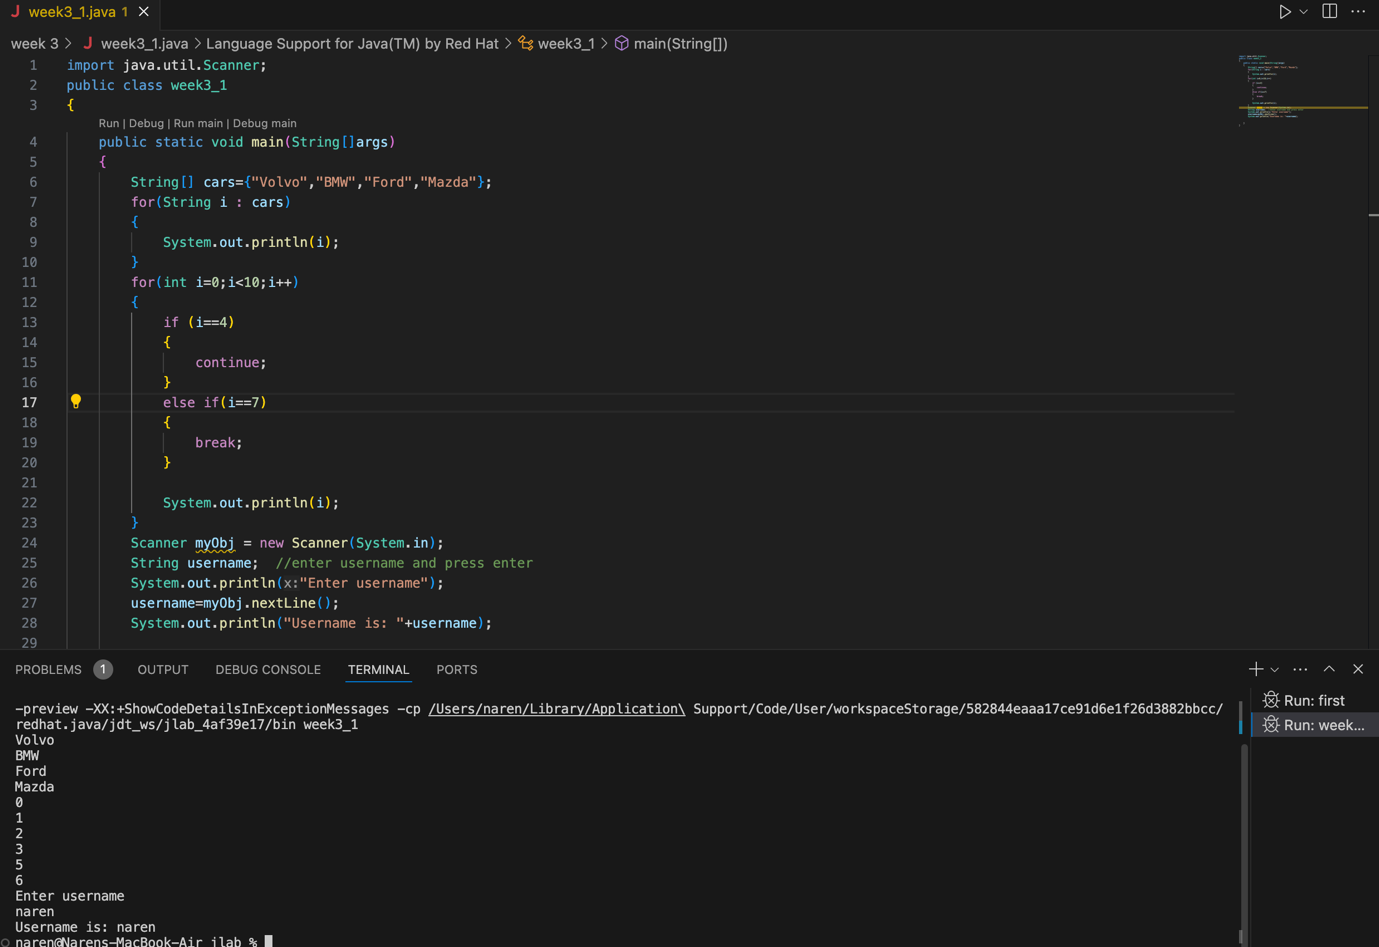 J week3_1.java 1
week 3 > J week3_1.java > Language Support for Java(TM) by Red Hat > week3_1 > main(String[])
1 import java.util.Scanner;
2 public class week3_1
3 {
Run | Debug | Run main | Debug main
4 public static void main(String[]args)
5 {
6 String[] cars={"Volvo","BMW","Ford","Mazda"};
7 for(String i : cars)
8 {
9 System.out.println(i);
10 }
11 for(int i=0;i<10;i++)
12 {
13 if (i==4)
14 {
15 continue;
16 }
17 else if(i==7)
18 {
19 break;
20 }
21
22 System.out.println(i);
23 }
24 Scanner myObj = new Scanner(System.in);
25 String username;  //enter username and press enter
26 System.out.println(x:"Enter username");
27 username=myObj.nextLine();
28 System.out.println("Username is: "+username);
29
PROBLEMS 1 OUTPUT DEBUG CONSOLE TERMINAL PORTS
Run: first
Run: week...
-preview -XX:+ShowCodeDetailsInExceptionMessages -cp /Users/naren/Library/Application\ Support/Code/User/workspaceStorage/582844eaaa17ce91d6e1f26d3882bbcc/
redhat.java/jdt_ws/jlab_4af39e17/bin week3_1
Volvo
BMW
Ford
Mazda
0
1
2
3
5
6
Enter username
naren
Username is: naren
naren@Narens-MacBook-Air jlab %